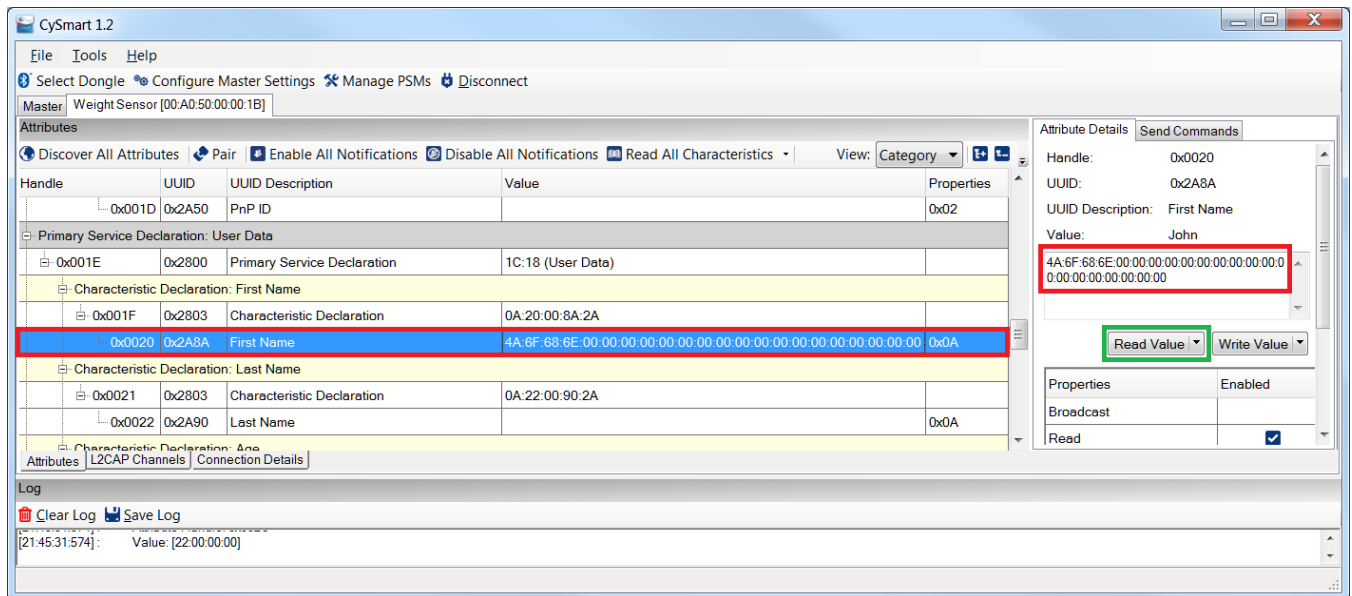 CySmart 1.2
File Tools Help
Select Dongle Configure Master Settings Manage PSMs Disconnect
Master Weight Sensor [00:A0:50:00:00:1B]
Attributes
Discover All Attributes Pair Enable All Notifications Disable All Notifications Read All Characteristics View: Category
Handle UUID UUID Description Value Properties
0x001D 0x2A50 PnP ID 0x02
Primary Service Declaration: User Data
0x001E 0x2800 Primary Service Declaration 1C:18 (User Data)
Characteristic Declaration: First Name
0x001F 0x2803 Characteristic Declaration 0A:20:00:8A:2A
0x0020 0x2A8A First Name 4A:6F:68:6E:00:00:00:00:00:00:00:00:00:00:00:00:00:00:00:00:00:00:00 0x0A
Characteristic Declaration: Last Name
0x0021 0x2803 Characteristic Declaration 0A:22:00:90:2A
0x0022 0x2A90 Last Name 0x0A
Characteristic Declaration: Age
Attributes L2CAP Channels Connection Details
Attribute Details Send Commands
Handle: 0x0020
UUID: 0x2A8A
UUID Description: First Name
Value: John
4A:6F:68:6E:00:00:00:00:00:00:00:00:00:00:0
0:00:00:00:00:00:00:00
Read Value Write Value
Properties Enabled
Broadcast
Read
Log
Clear Log Save Log
[21:45:31:574] : Value: [22:00:00:00]